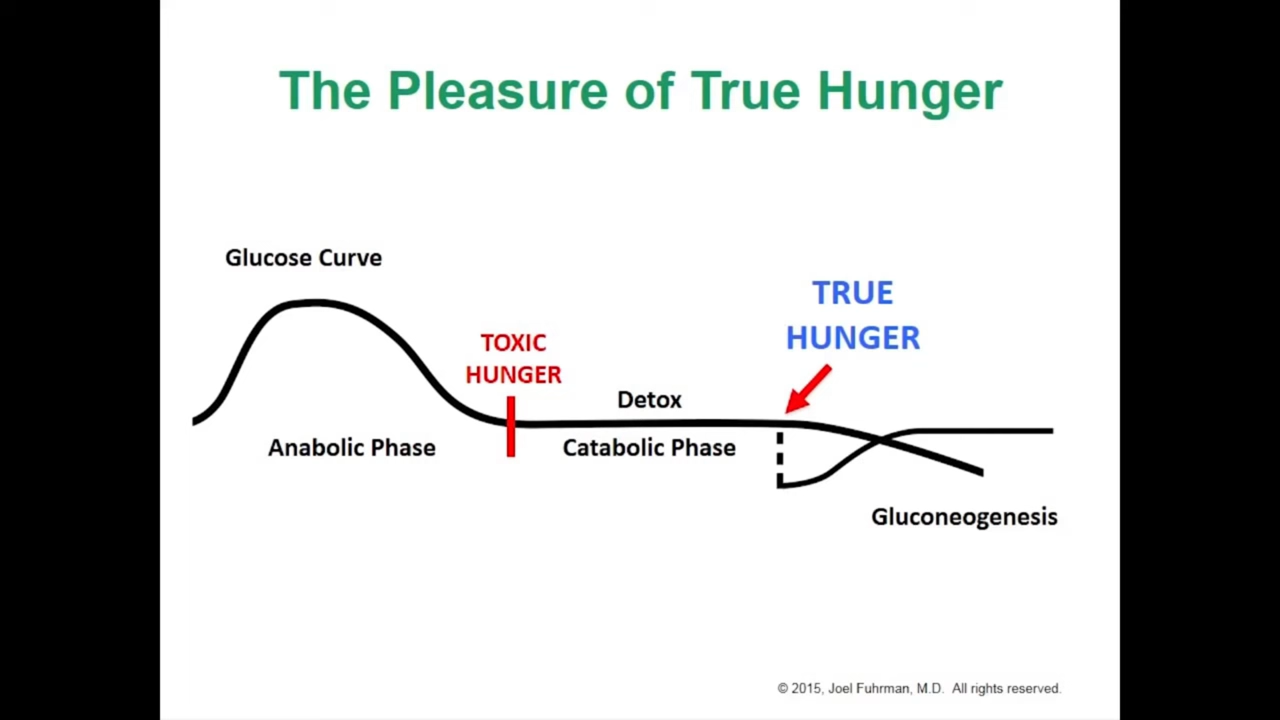 The Pleasure of True Hunger
Glucose Curve
TRUE
HUNGER
TOXIC
HUNGER
Detox
Anabolic Phase
Catabolic Phase
Gluconeogenesis
© 2015, Joel Fuhrman, M.D. All rights reserved.